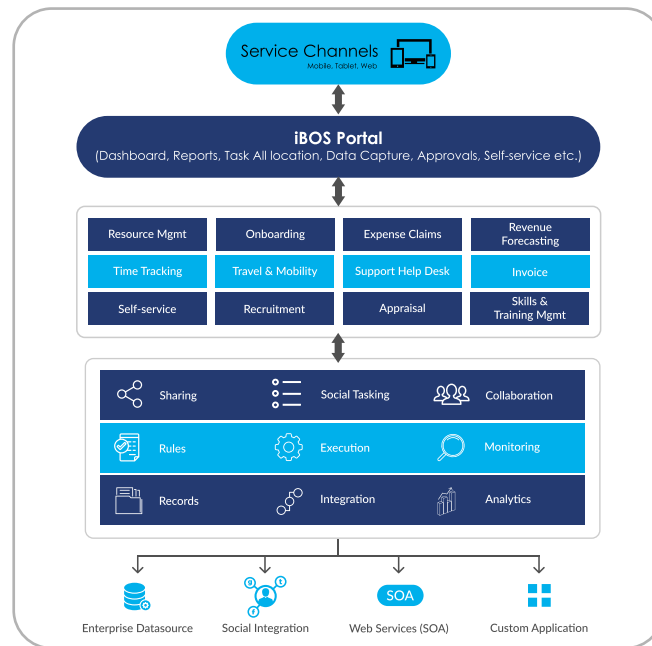 Service Channels
Mobile. Tablet. Web
iBOS Portal
(Dashboard, Reports, Task All location, Data Capture, Approvals, Self-service etc.)
Resource Mgmt
Onboarding
Expense Claims
Revenue
Forecasting
Time Tracking
Travel & Mobility
Support Help Desk
Invoice
Self-service
Recruitment
Appraisal
Skills &
Training Mgmt
Sharing
Social Tasking
Collaboration
Rules
Execution
Monitoring
Records
Integration
Analytics
g
t
f
SOA
Enterprise Datasource
Social Integration
Web Services (SOA)
Custom Application